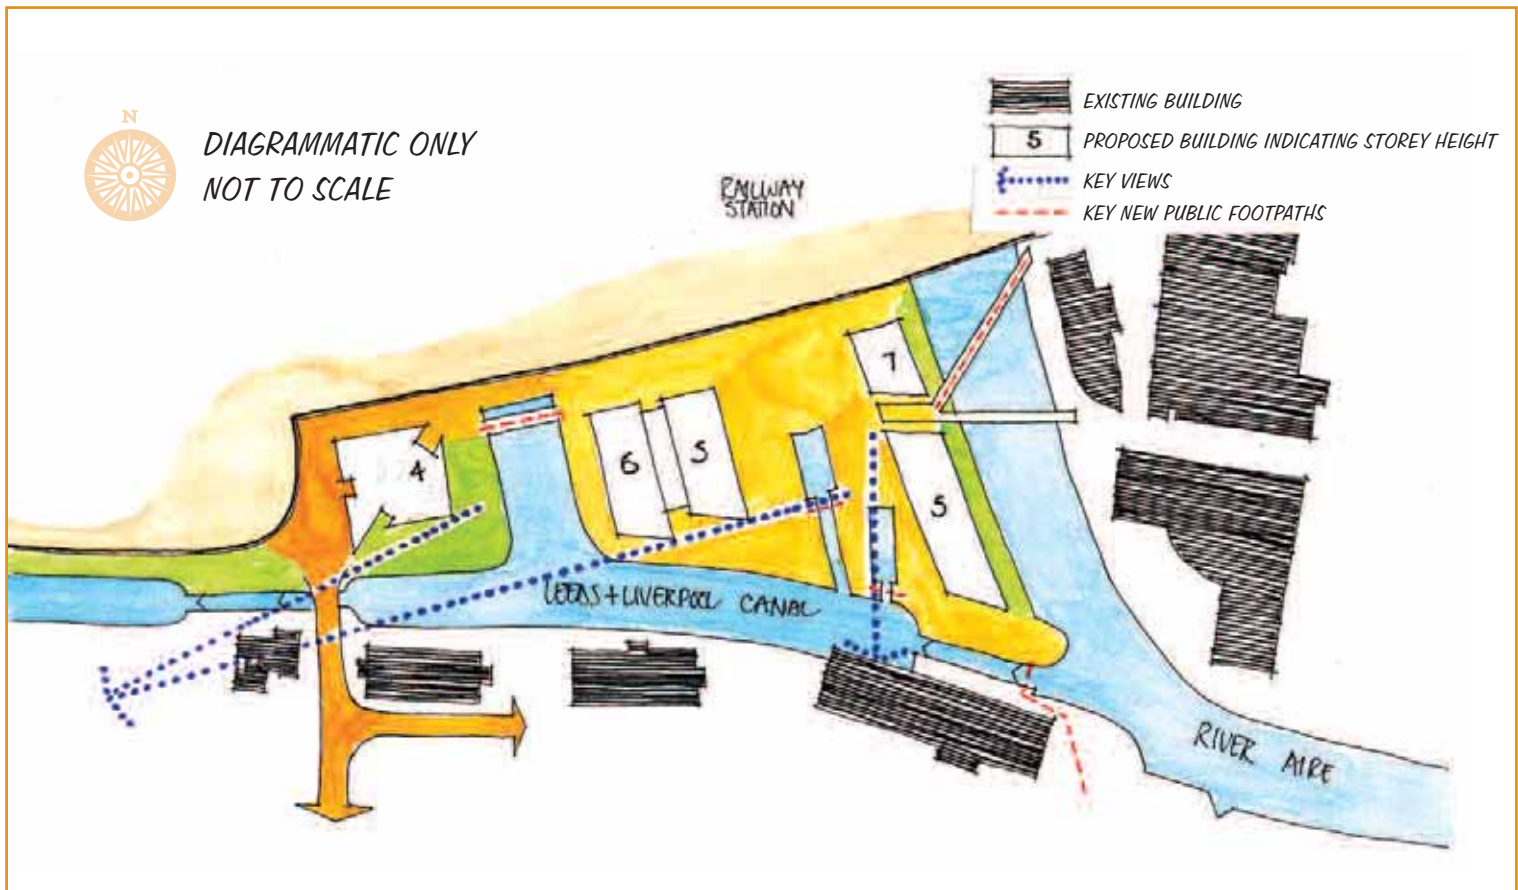 N
DIAGRAMMATIC ONLY
NOT TO SCALE
EXISTING BUILDING
5 PROPOSED BUILDING INDICATING STOREY HEIGHT
KEY VIEWS
KEY NEW PUBLIC FOOTPATHS
RAILWAY
STATION
7
4
6
5
5
LEEDS + LIVERPOOL CANAL
RIVER AIRE